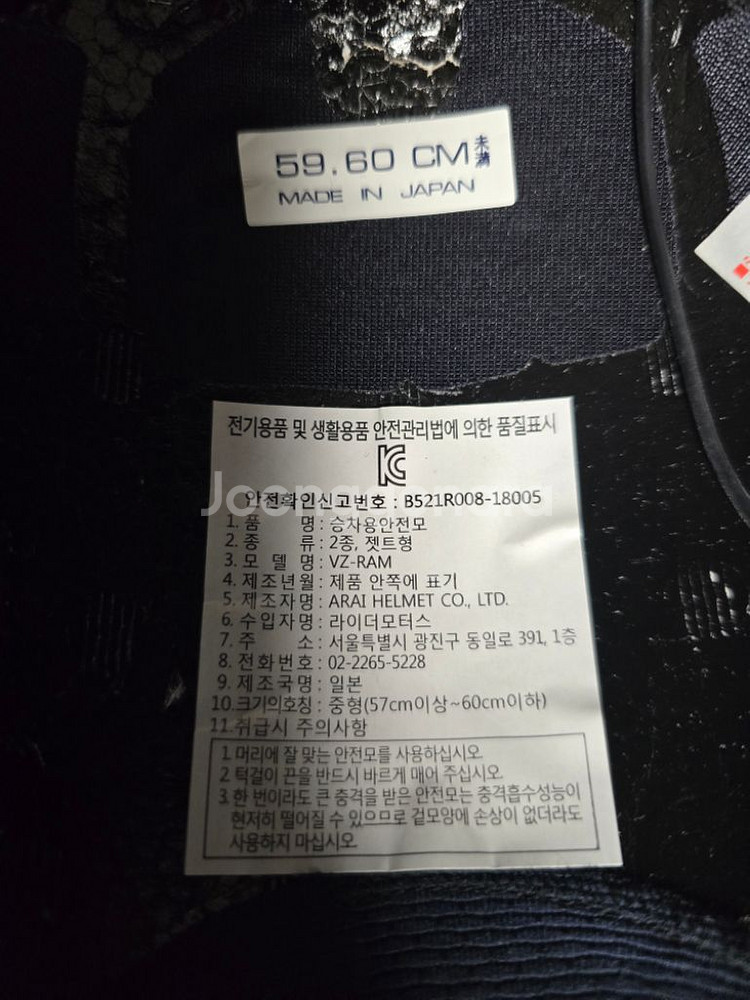 59.60 CM 未満
MADE IN JAPAN
전기용품 및 생활용품 안전관리법에 의한 품질표시
안전확인신고번호 : B521R008-18005
1. 품 명 : 승차용안전모
2. 종 류 : 2종, 젯트형
3. 모 델 명 : VZ-RAM
4. 제조년월 : 제품 안쪽에 표기
5. 제조자명 : ARAI HELMET CO., LTD.
6. 수입자명 : 라이더모터스
7. 주 소 : 서울특별시 광진구 동일로 391, 1층
8. 전화번호 : 02-2265-5228
9. 제조국명 : 일본
10.크기의호칭 : 중형(57cm이상~60cm이하)
11.취급시 주의사항
1. 머리에 잘 맞는 안전모를 사용하십시오.
2. 턱걸이 끈을 반드시 바르게 매어 주십시오.
3. 한 번이라도 큰 충격을 받은 안전모는 충격흡수성능이
현저히 떨어질 수 있으므로 겉모양에 손상이 없더라도
사용하지 마십시오.